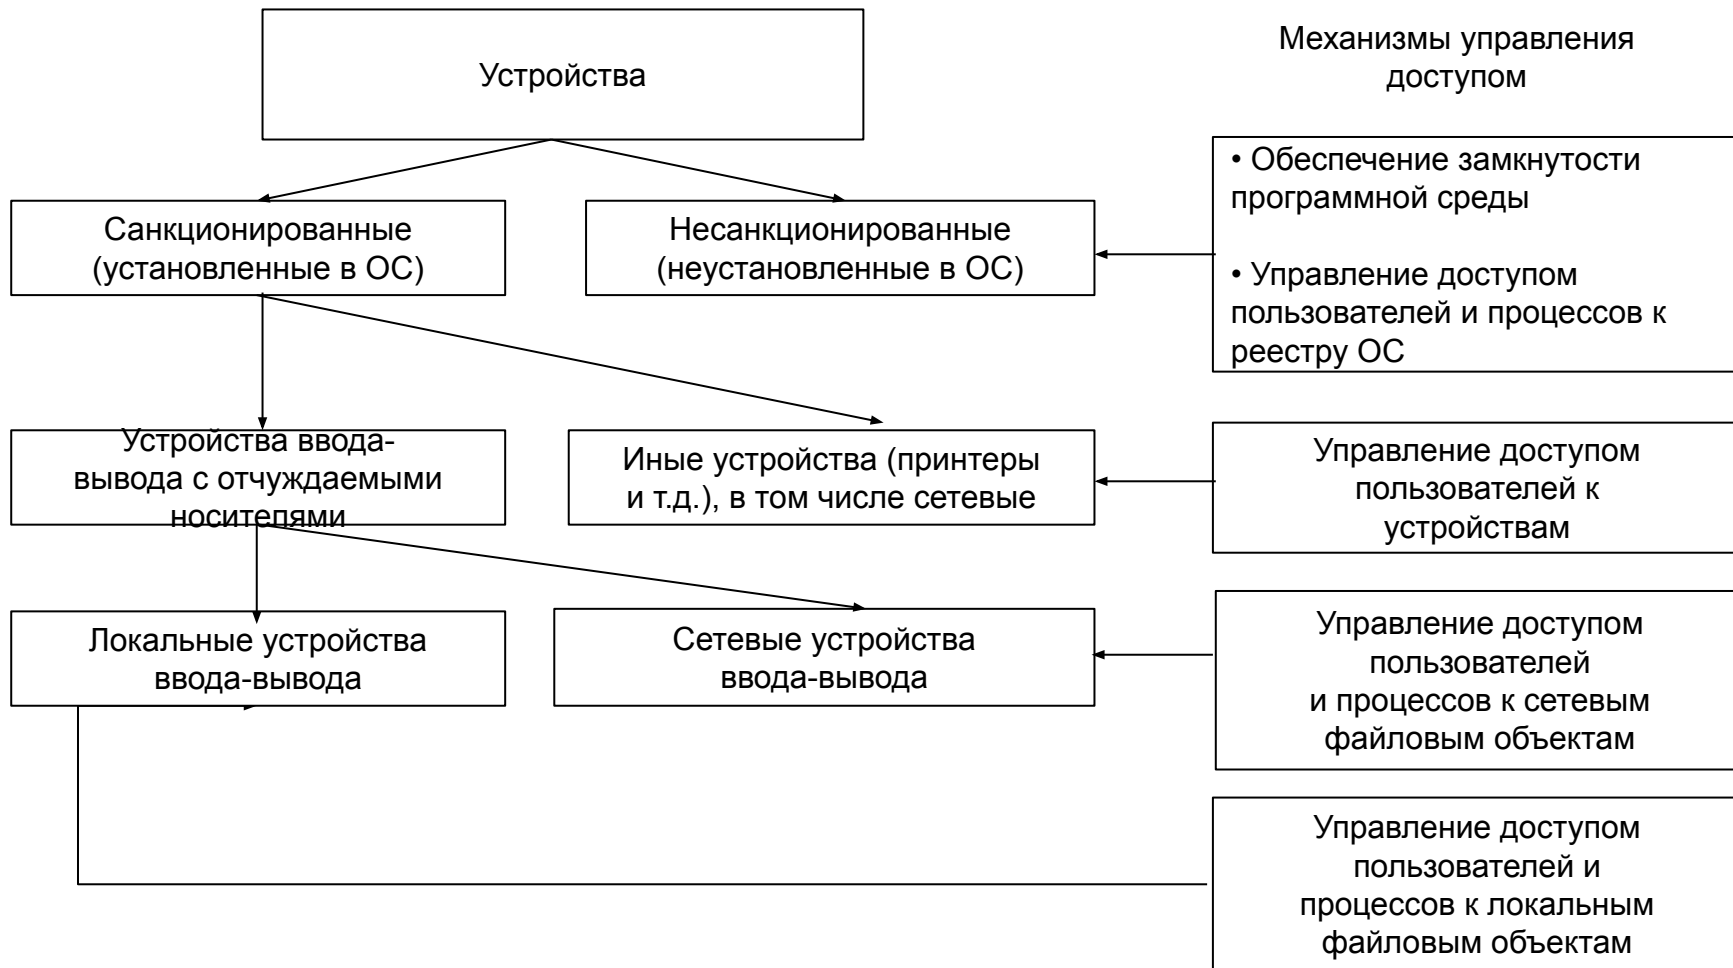 Устройства
Механизмы управления
доступом
• Обеспечение замкнутости
программной среды
• Управление доступом
пользователей и процессов к
реестру ОС
Санкционированные
(установленные в ОС)
Несанкционированные
(неустановленные в ОС)
Устройства ввода-
вывода с отчуждаемыми
носителями
Иные устройства (принтеры
и т.д.), в том числе сетевые
Управление доступом
пользователей к
устройствам
Локальные устройства
ввода-вывода
Сетевые устройства
ввода-вывода
Управление доступом
пользователей
и процессов к сетевым
файловым объектам
Управление доступом
пользователей и
процессов к локальным
файловым объектам